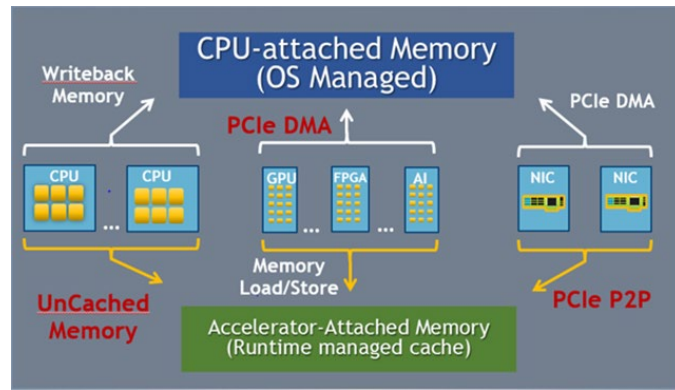 CPU-attached Memory
(OS Managed)
Writeback
Memory
PCIe DMA
PCIe DMA
CPU
CPU
...
GPU
FPGA
AI
...
...
NIC
NIC
...
UnCached
Memory
Memory
Load/Store
PCIe P2P
Accelerator-Attached Memory
(Runtime managed cache)